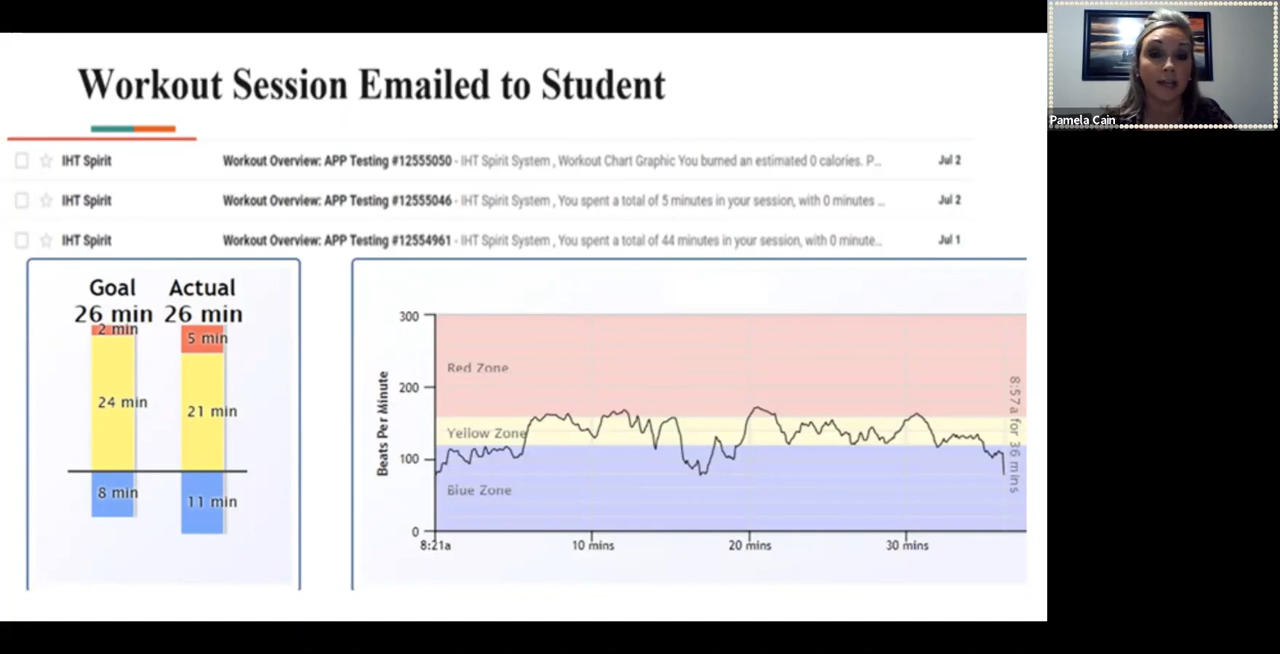 Workout Session Emailed to Student
Pamela Cain
IHT Spirit Workout Overview: APP Testing #12555050 - IHT Spirit System , Workout Chart Graphic You burned an estimated 0 calories. P... Jul 2
IHT Spirit Workout Overview: APP Testing #12555046 - IHT Spirit System , You spent a total of 5 minutes in your session, with 0 minutes ... Jul 2
IHT Spirit Workout Overview: APP Testing #12554961 - IHT Spirit System , You spent a total of 44 minutes in your session, with 0 minute... Jul 1
Goal Actual
26 min 26 min
2 min 5 min
24 min 21 min
8 min 11 min
Beats Per Minute
300
200
100
0
Red Zone
Yellow Zone
Blue Zone
8:21a 10 mins 20 mins 30 mins
8:57a for 36 mins